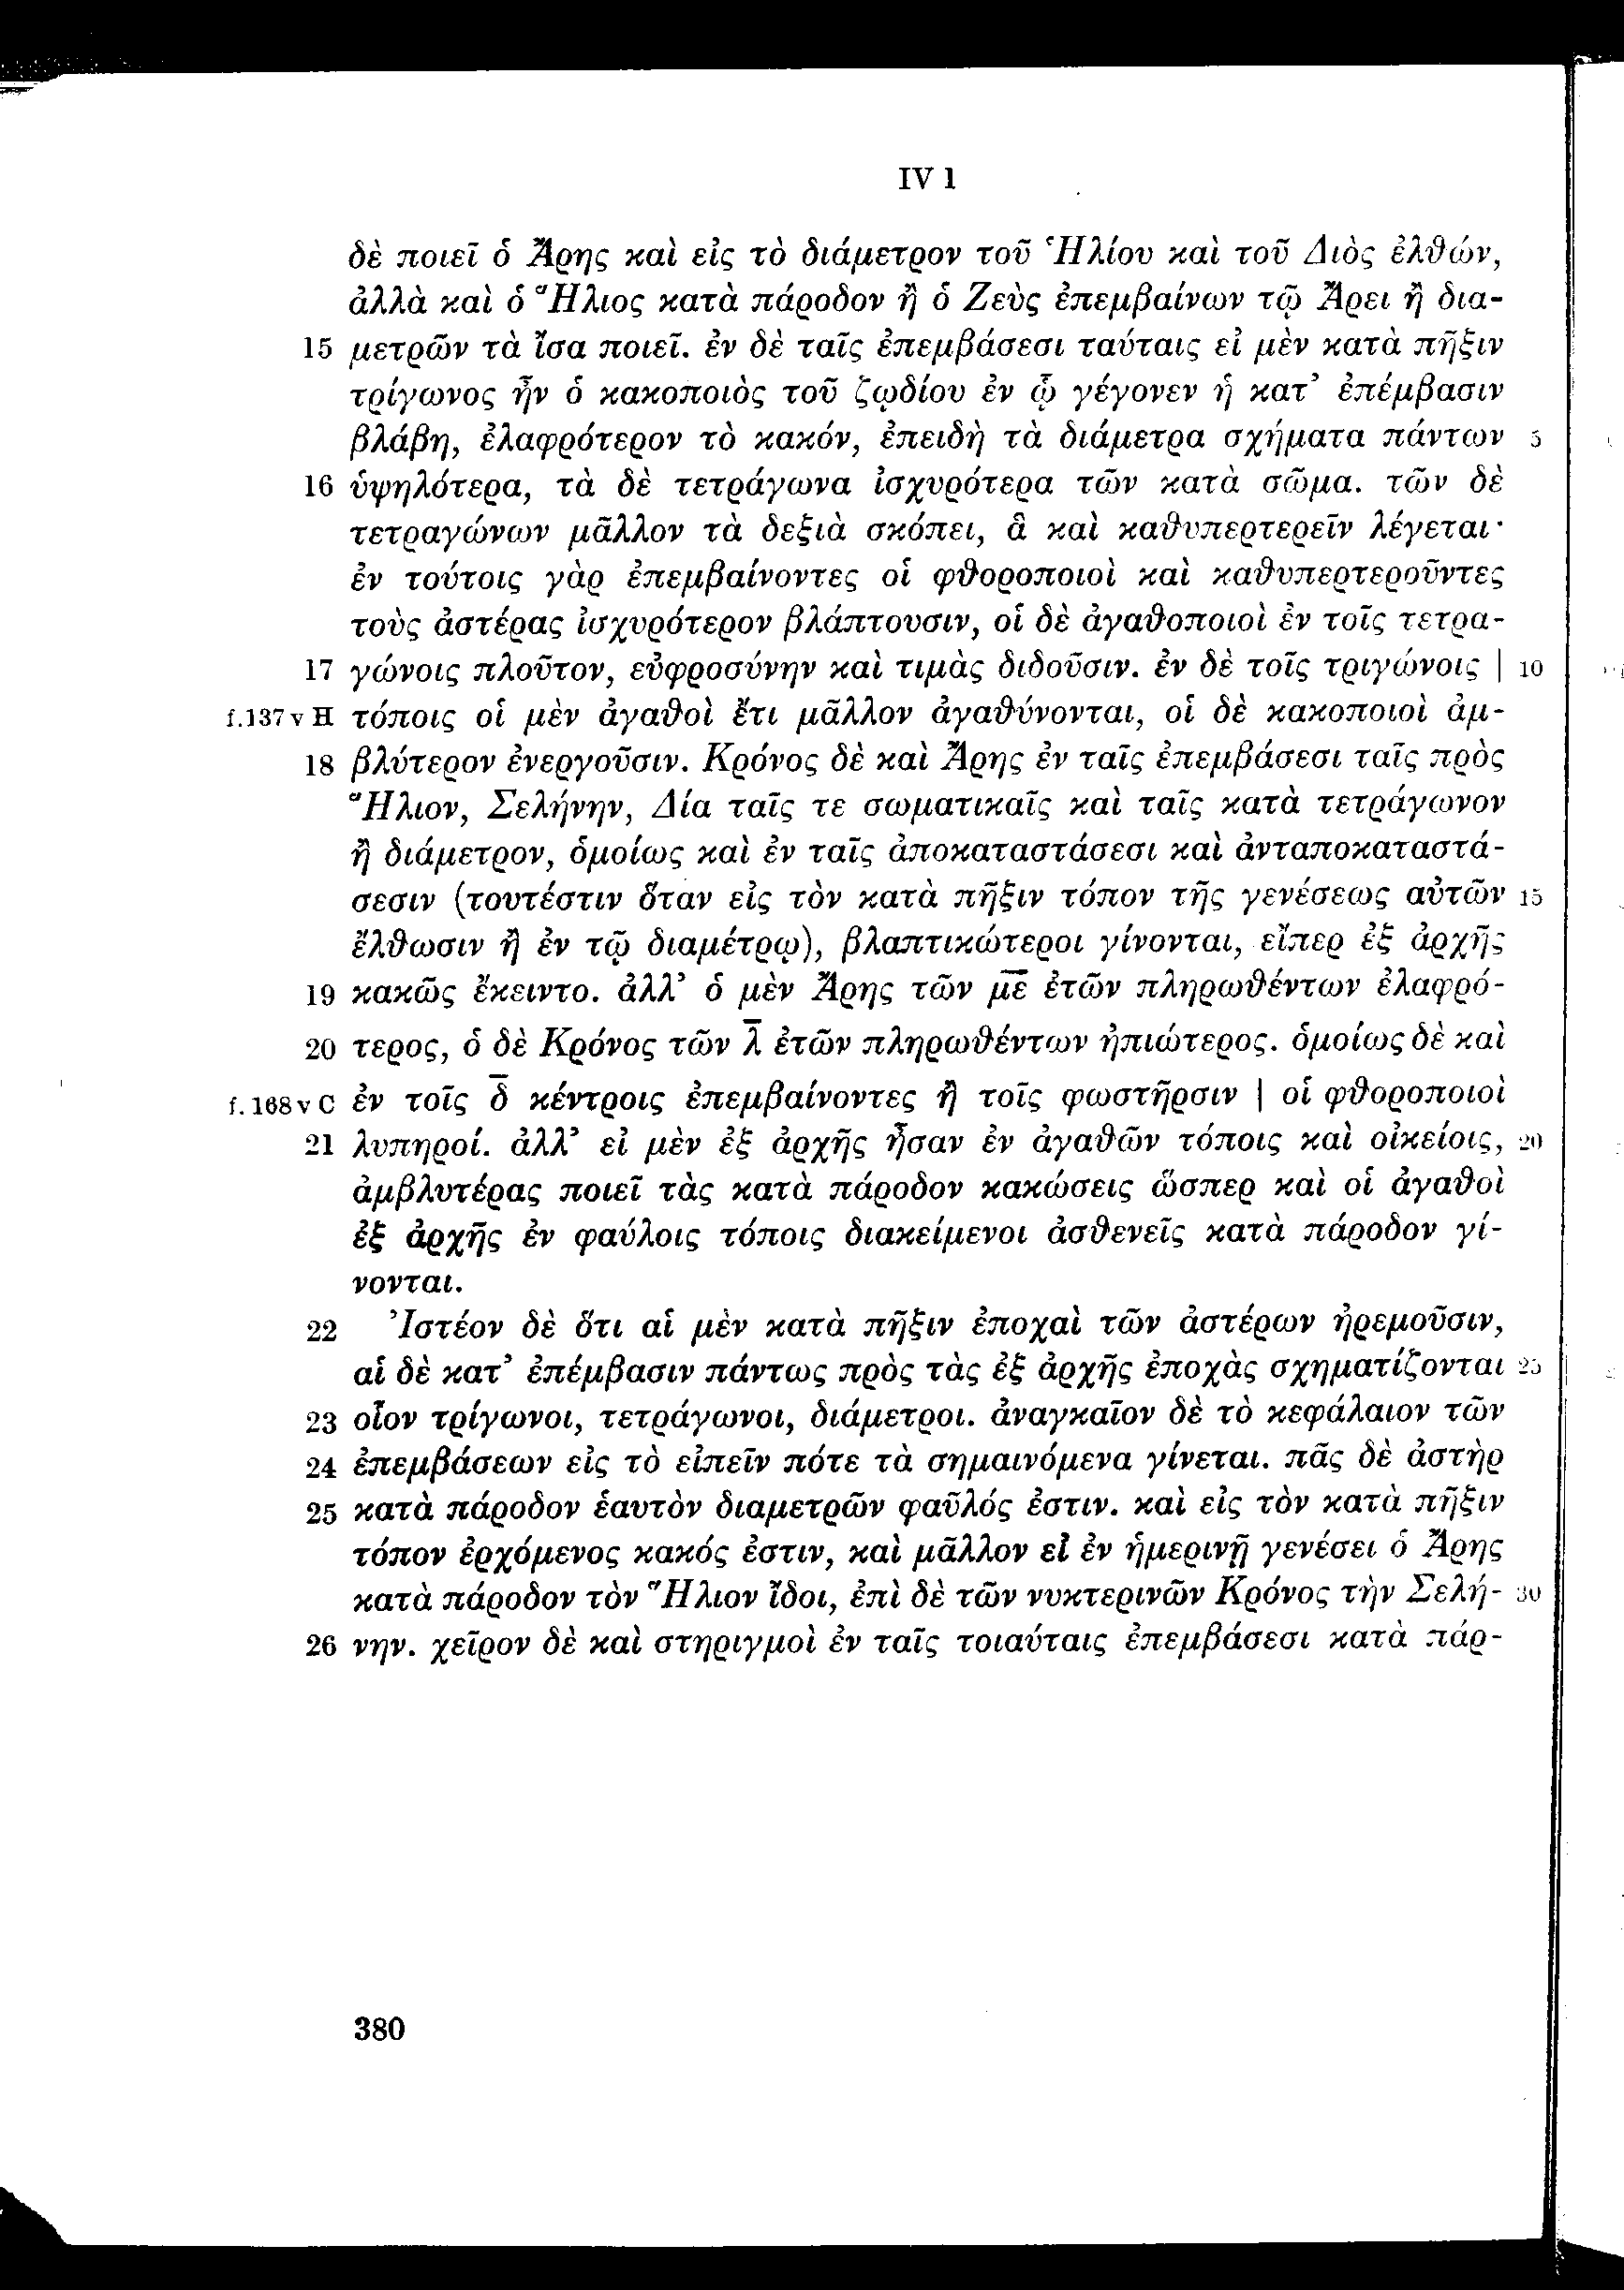 IV 1
δὲ ποιεῖ ὁ Ἄρης καὶ εἰς τὸ διάμετρον τοῦ Ἡλίου καὶ τοῦ Διὸς ἐλθών,
ἀλλὰ καὶ ὁ Ἥλιος κατὰ πάροδον ἢ ὁ Ζεὺς ἐπεμβαίνων τῷ Ἄρει ἢ δια-
15 μετρῶν τὰ ἴσα ποιεῖ. ἐν δὲ ταῖς ἐπεμβάσεσι ταύταις εἰ μὲν κατὰ πῆξιν
τρίγωνος ἦν ὁ κακοποιὸς τοῦ ζῳδίου ἐν ᾧ γέγονεν ἡ κατ’ ἐπέμβασιν
βλάβη, ἐλαφρότερον τὸ κακόν, ἐπειδὴ τὰ διάμετρα σχήματα πάντων 5
16 ὑψηλότερα, τὰ δὲ τετράγωνα ἰσχυρότερα τῶν κατὰ σῶμα. τῶν δὲ
τετραγώνων μᾶλλον τὰ δεξιὰ σκόπει, ἃ καὶ καθυπερτερεῖν λέγεται·
ἐν τούτοις γὰρ ἐπεμβαίνοντες οἱ φθοροποιοὶ καὶ καθυπερτεροῦντες
τοὺς ἀστέρας ἰσχυρότερον βλάπτουσιν, οἱ δὲ ἀγαθοποιοὶ ἐν τοῖς τετρα-
17 γώνοις πλοῦτον, εὐφροσύνην καὶ τιμὰς διδοῦσιν. ἐν δὲ τοῖς τριγώνοις | 10
f.137v H τόποις οἱ μὲν ἀγαθοὶ ἔτι μᾶλλον ἀγαθύνονται, οἱ δὲ κακοποιοὶ ἀμ-
18 βλύτερον ἐνεργοῦσιν. Κρόνος δὲ καὶ Ἄρης ἐν ταῖς ἐπεμβάσεσι ταῖς πρὸς
Ἥλιον, Σελήνην, Δία ταῖς τε σωματικαῖς καὶ ταῖς κατὰ τετράγωνον
ἢ διάμετρον, ὁμοίως καὶ ἐν ταῖς ἀποκαταστάσεσι καὶ ἀνταποκαταστά-
σεσιν (τουτέστιν ὅταν εἰς τὸν κατὰ πῆξιν τόπον τῆς γενέσεως αὐτῶν 15
ἔλθωσιν ἢ ἐν τῷ διαμέτρῳ), βλαπτικώτεροι γίνονται, εἴπερ ἐξ ἀρχῆς
19 κακῶς ἔκειντο. ἀλλ’ ὁ μὲν Ἄρης τῶν μ̅ε̅ ἐτῶν πληρωθέντων ἐλαφρό-
20 τερος, ὁ δὲ Κρόνος τῶν λ̅ ἐτῶν πληρωθέντων ἠπιώτερος. ὁμοίως δὲ καὶ
f.168v C ἐν τοῖς δ̅ κέντροις ἐπεμβαίνοντες ἢ τοῖς φωστῆρσιν | οἱ φθοροποιοὶ
21 λυπηροί. ἀλλ’ εἰ μὲν ἐξ ἀρχῆς ἦσαν ἐν ἀγαθῶν τόποις καὶ οἰκείοις, 20
ἀμβλυτέρας ποιεῖ τὰς κατὰ πάροδον κακώσεις ὥσπερ καὶ οἱ ἀγαθοὶ
ἐξ ἀρχῆς ἐν φαύλοις τόποις διακείμενοι ἀσθενεῖς κατὰ πάροδον γί-
νονται.
22 Ἰστέον δὲ ὅτι αἱ μὲν κατὰ πῆξιν ἐποχαὶ τῶν ἀστέρων ἠρεμοῦσιν,
αἱ δὲ κατ’ ἐπέμβασιν πάντως πρὸς τὰς ἐξ ἀρχῆς ἐποχὰς σχηματίζονται 25
23 οἷον τρίγωνοι, τετράγωνοι, διάμετροι. ἀναγκαῖον δὲ τὸ κεφάλαιον τῶν
24 ἐπεμβάσεων εἰς τὸ εἰπεῖν πότε τὰ σημαινόμενα γίνεται. πᾶς δὲ ἀστὴρ
25 κατὰ πάροδον ἑαυτὸν διαμετρῶν φαῦλός ἐστιν. καὶ εἰς τὸν κατὰ πῆξιν
τόπον ἐρχόμενος κακός ἐστιν, καὶ μᾶλλον εἰ ἐν ἡμερινῇ γενέσει ὁ Ἄρης
κατὰ πάροδον τὸν Ἥλιον ἴδοι, ἐπὶ δὲ τῶν νυκτερινῶν Κρόνος τὴν Σελή- 30
26 νην. χεῖρον δὲ καὶ στηριγμοὶ ἐν ταῖς τοιαύταις ἐπεμβάσεσι κατὰ πάρ-
380